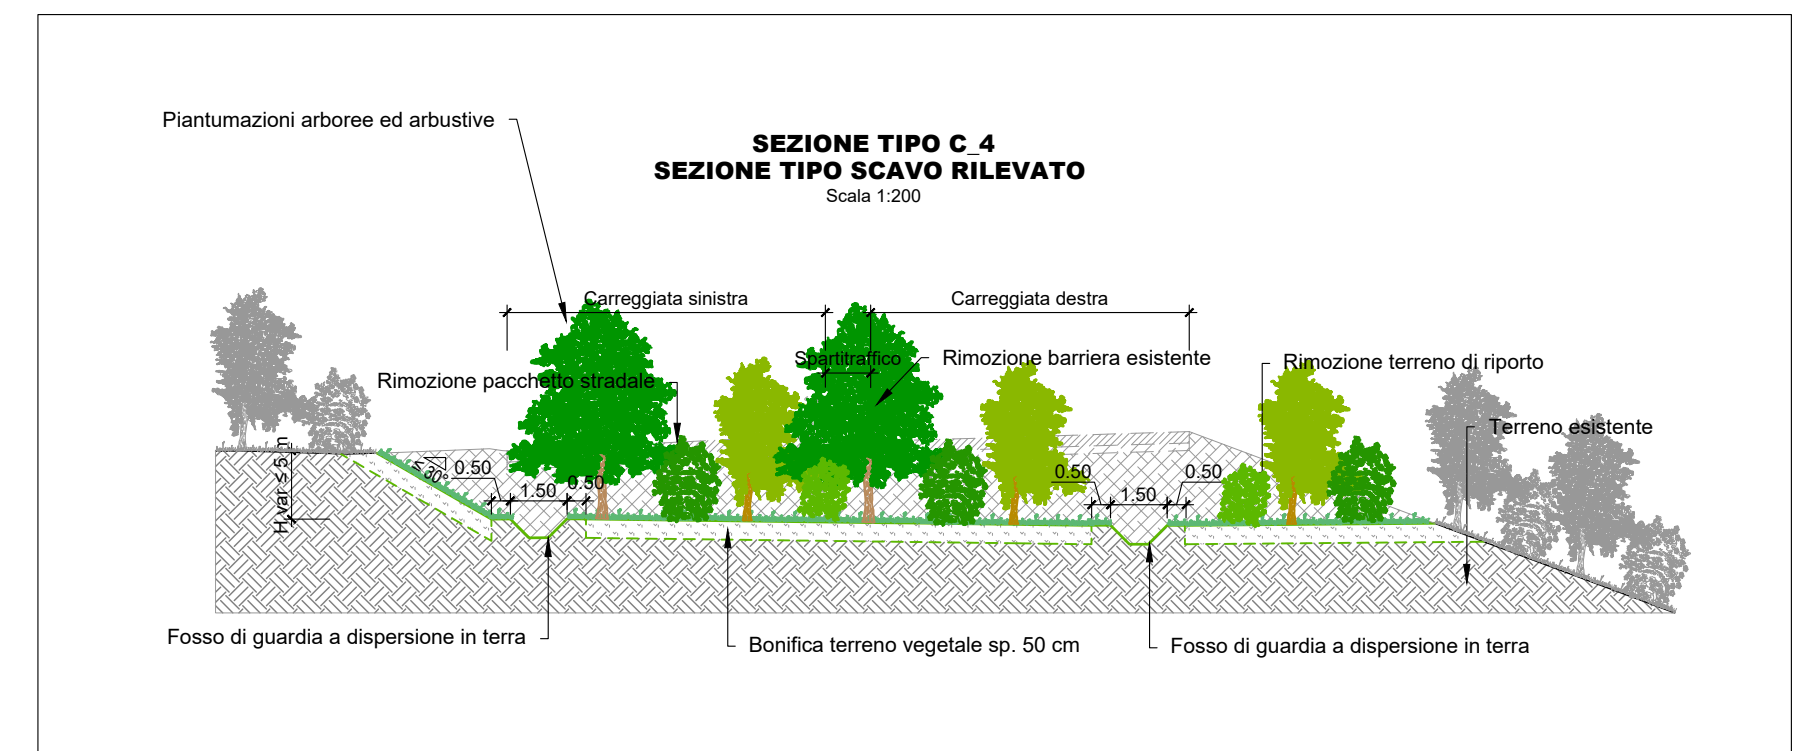 Piantumazioni arboree ed arbustive
SEZIONE TIPO C_4
SEZIONE TIPO SCAVO RILEVATO
Scala 1:200
Carreggiata sinistra
Carreggiata destra
Spartitraffico
Rimozione barriera esistente
Rimozione terreno di riporto
Rimozione pacchetto stradale
Terreno esistente
H var ≤ 5 m
≤ 30°
0.50
1.50
0.50
0.50
1.50
0.50
Fosso di guardia a dispersione in terra
Bonifica terreno vegetale sp. 50 cm
Fosso di guardia a dispersione in terra